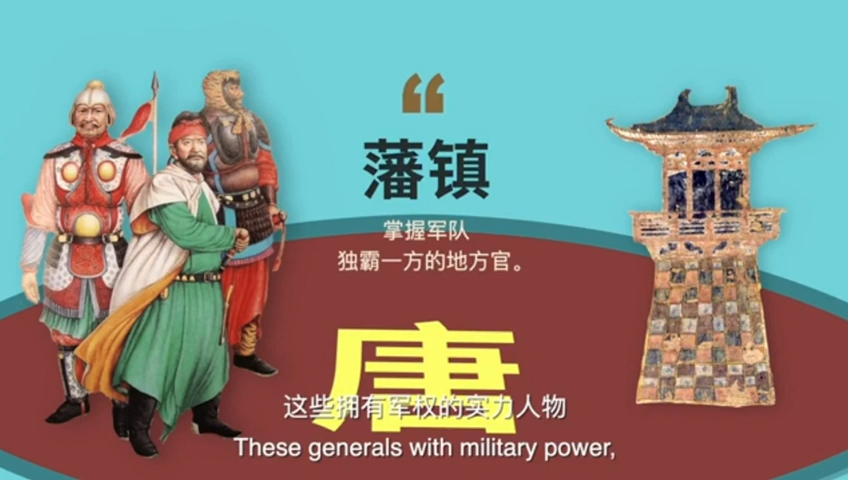 “
藩镇
掌握军队
独霸一方的地方官。
唐
这些拥有军权的实力人物
These generals with military power,